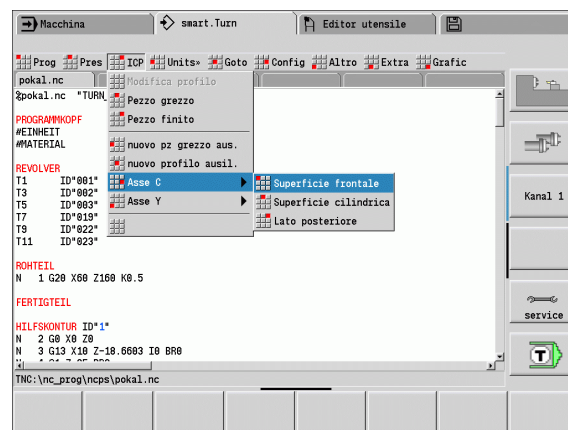 Macchina smart.Turn Editor utensile
Prog Pres ICP Units» Goto Config Altro Extra Grafic
pokal.nc
Modifica profilo
%pokal.nc "TURN_
Pezzo grezzo
PROGRAMMKOPF
Pezzo finito
#EINHEIT
#MATERIAL
nuovo pz grezzo aus.
nuovo profilo ausil.
REVOLVER
T1 ID"001"
Asse C
Superficie frontale
T3 ID"002"
T5 ID"003"
Asse Y
Superficie cilindrica
T7 ID"019"
Lato posteriore
T9 ID"022"
T11 ID"023"
Kanal 1
ROHTEIL
N 1 G20 X60 Z160 K0.5
FERTIGTEIL
service
HILFSKONTUR ID"1"
N 2 G0 X0 Z0
N 3 G13 X10 Z-18.6603 I0 BR0
T
TNC:\nc_prog\ncps\pokal.nc